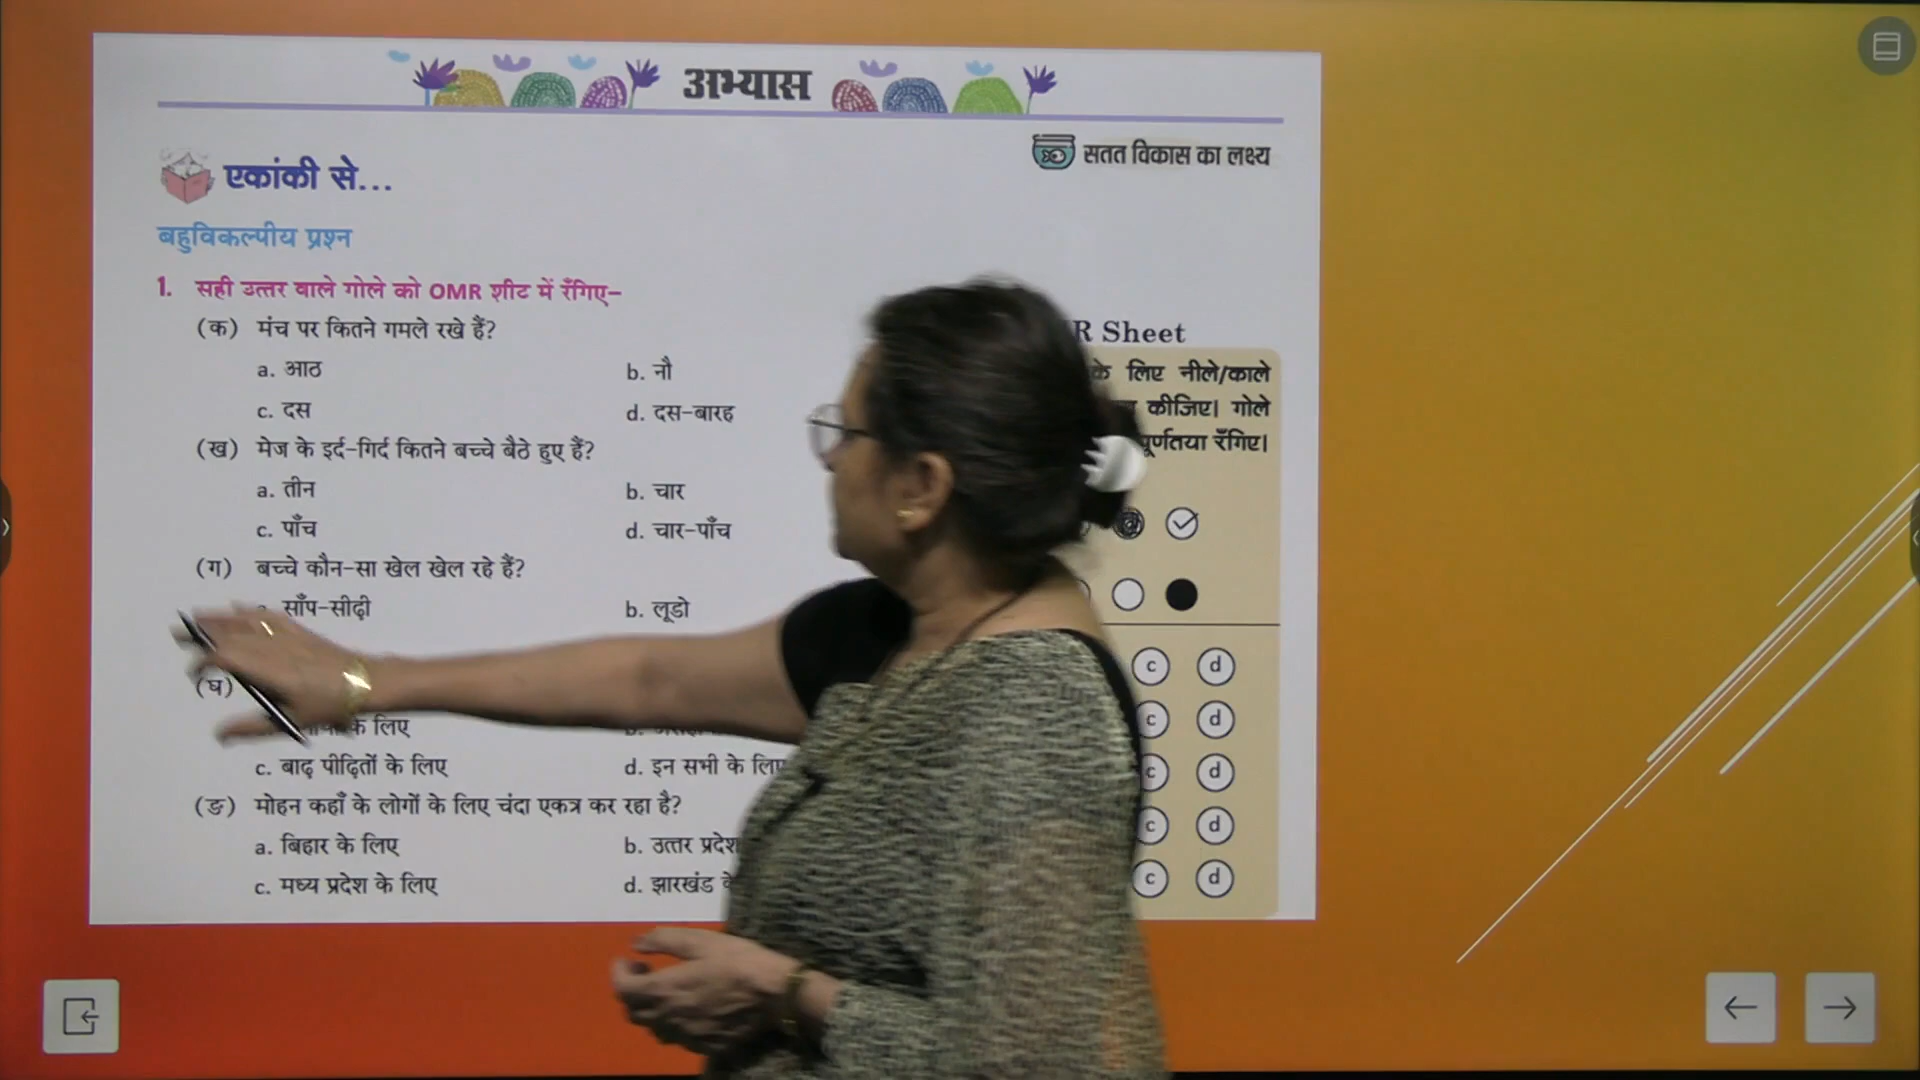 अभ्यास
सतत विकास का लक्ष्य
एकांकी से...
बहुविकल्पीय प्रश्न
1. सही उत्तर वाले गोले को OMR शीट में रँगिए–
(क) मंच पर कितने गमले रखे हैं?
a. आठ b. नौ
c. दस d. दस-बारह
(ख) मेज के इर्द-गिर्द कितने बच्चे बैठे हुए हैं?
a. तीन b. चार
c. पाँच d. चार-पाँच
(ग) बच्चे कौन-सा खेल खेल रहे हैं?
साँप-सीढ़ी b. लूडो
(घ)
के लिए
c. बाढ़ पीढ़ितों के लिए d. इन सभी के लिए
(ङ) मोहन कहाँ के लोगों के लिए चंदा एकत्र कर रहा है?
a. बिहार के लिए b. उत्तर प्रदेश
c. मध्य प्रदेश के लिए d. झारखंड
R Sheet
के लिए नीले/काले
कीजिए। गोले
पूर्णतया रँगिए।
c d
c d
c d
c d
c d